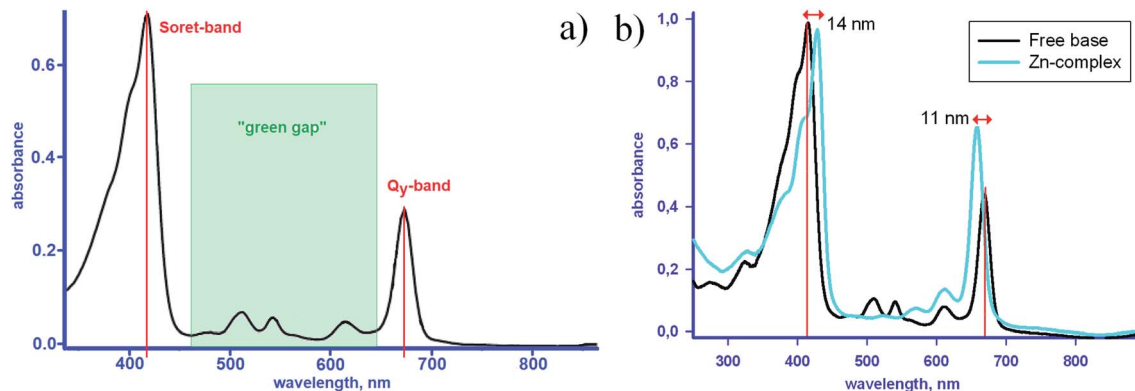 a)
Soret-band
"green gap"
Qy-band
absorbance
0.6
0.4
0.2
0.0
400 500 600 700 800
wavelength, nm
b)
14 nm
11 nm
Free base
Zn-complex
absorbance
1,0
0,8
0,6
0,4
0,2
0,0
300 400 500 600 700 800
wavelength, nm